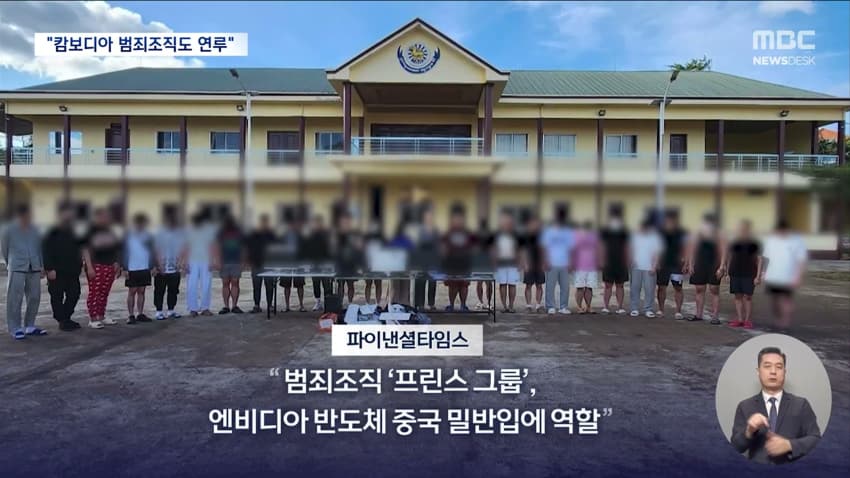 "캄보디아 범죄조직도 연루"
MBC
NEWSDESK
파이낸셜타임스
“범죄조직 ‘프린스 그룹’,
엔비디아 반도체 중국 밀반입에 역할”